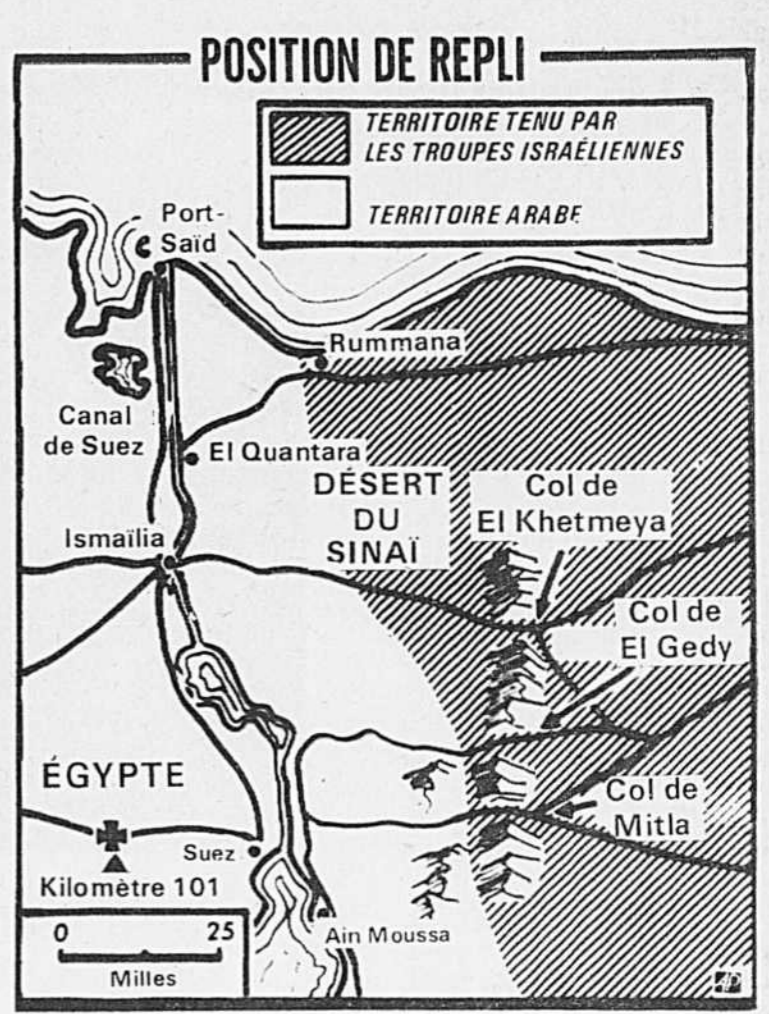 POSITION DE REPLI
TERRITOIRE TENU PAR
LES TROUPES ISRAÉLIENNES
TERRITOIRE ARABE
Port-
Saïd
Rummana
Canal
de Suez
El Quantara
DÉSERT
DU
SINAÏ
Col de
El Khetmeya
Ismaïlia
Col de
El Gedy
ÉGYPTE
Col de
Mitla
Suez
Kilomètre 101
0 25
Milles
Ain Moussa
AP